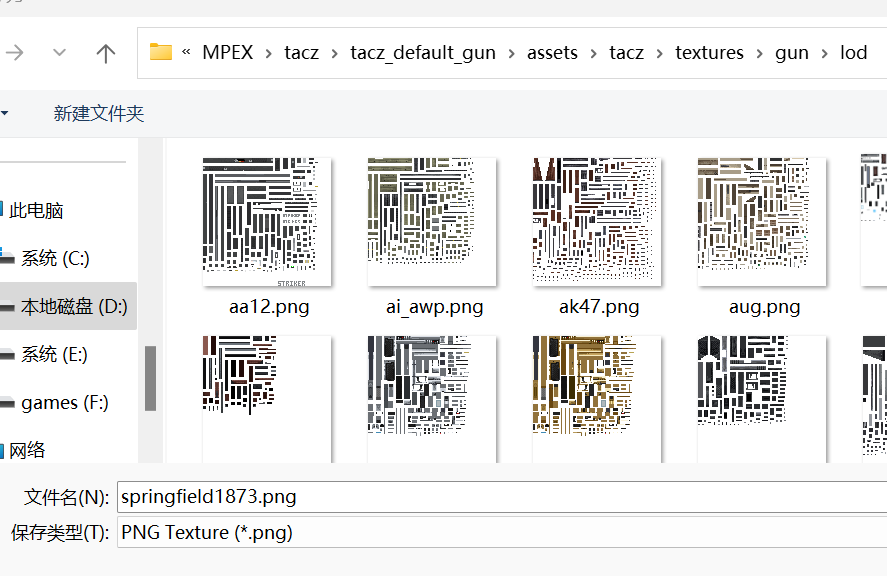 « MPEX › tacz › tacz_default_gun › assets › tacz › textures › gun › lod
新建文件夹
此电脑
系统 (C:)
本地磁盘 (D:)
系统 (E:)
games (F:)
网络
STRIKER
aa12.png
ai_awp.png
ak47.png
aug.png
文件名(N): springfield1873.png
保存类型(T): PNG Texture (*.png)